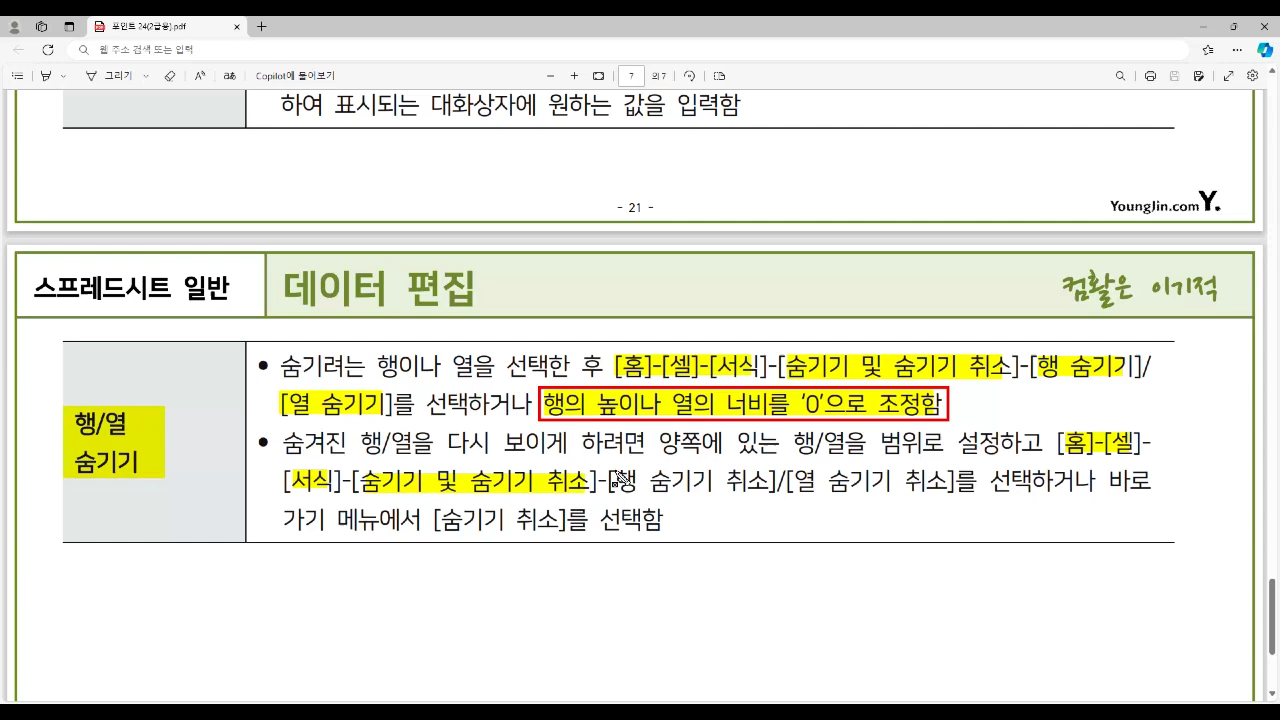 포인트 24(2급용).pdf
웹 주소 검색 또는 입력
그리기
Copilot에 물어보기
7
의 7
하여 표시되는 대화상자에 원하는 값을 입력함
- 21 -
YoungJin.com Y.
스프레드시트 일반
데이터 편집
컴활은 이기적
행/열
숨기기
• 숨기려는 행이나 열을 선택한 후 [홈]-[셀]-[서식]-[숨기기 및 숨기기 취소]-[행 숨기기]/
[열 숨기기]를 선택하거나 행의 높이나 열의 너비를 '0'으로 조정함
• 숨겨진 행/열을 다시 보이게 하려면 양쪽에 있는 행/열을 범위로 설정하고 [홈]-[셀]-
[서식]-[숨기기 및 숨기기 취소]-[행 숨기기 취소]/[열 숨기기 취소]를 선택하거나 바로
가기 메뉴에서 [숨기기 취소]를 선택함